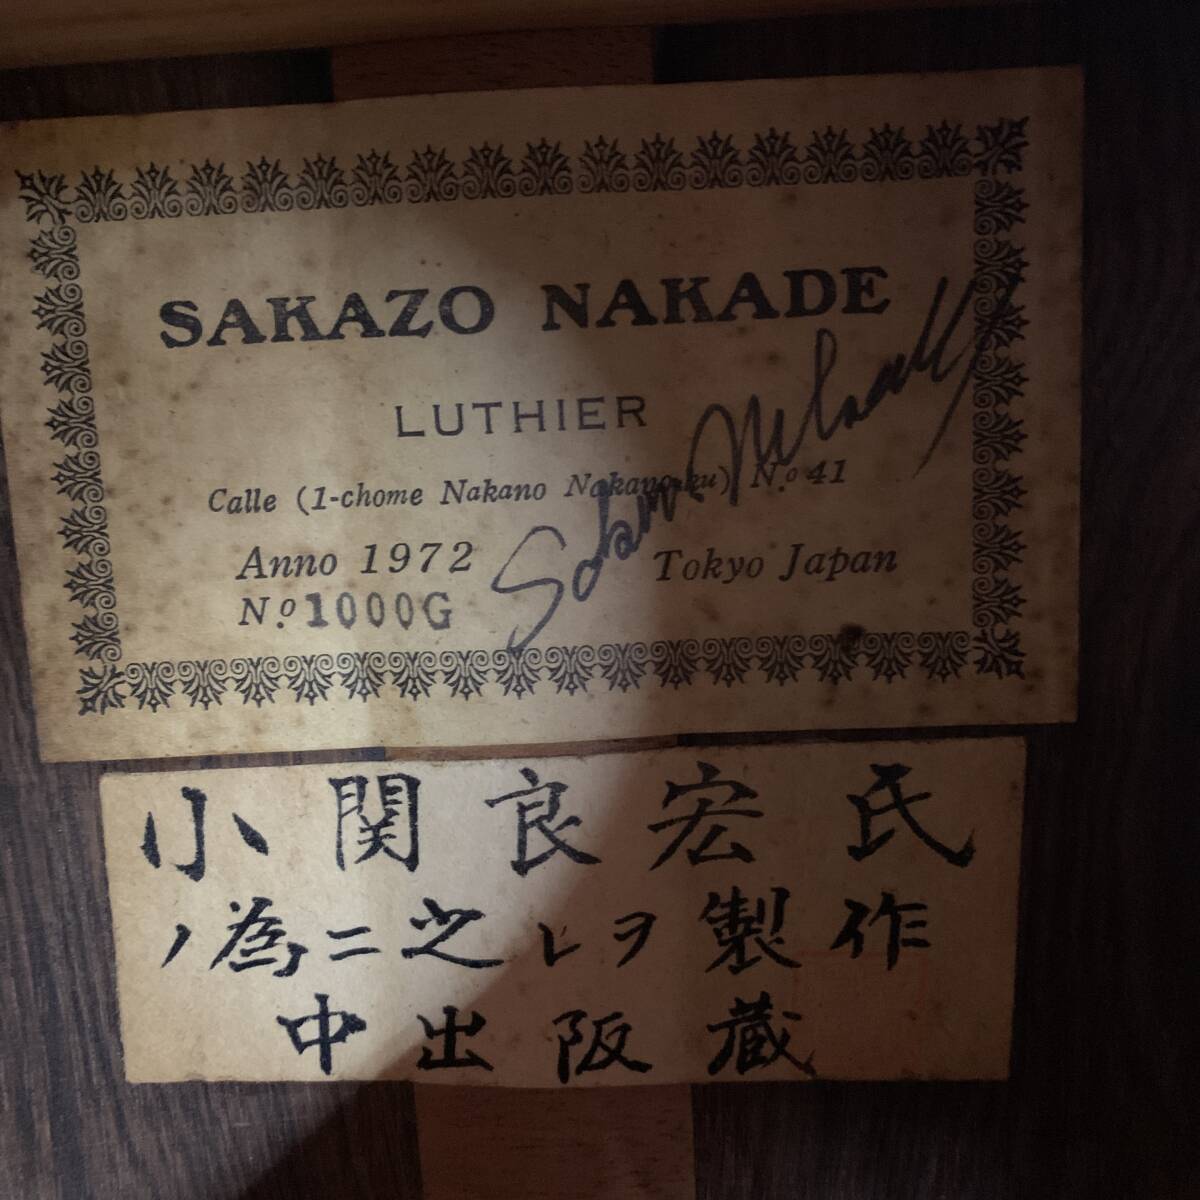 SAKAZO NAKADE
LUTHIER
Calle (1-chome Nakano Nakano-ku) N.º 41
Anno 1972 Tokyo Japan
N.º 1000G
小関良宏氏
ノ為ニ之レヲ製作
中出阪蔵